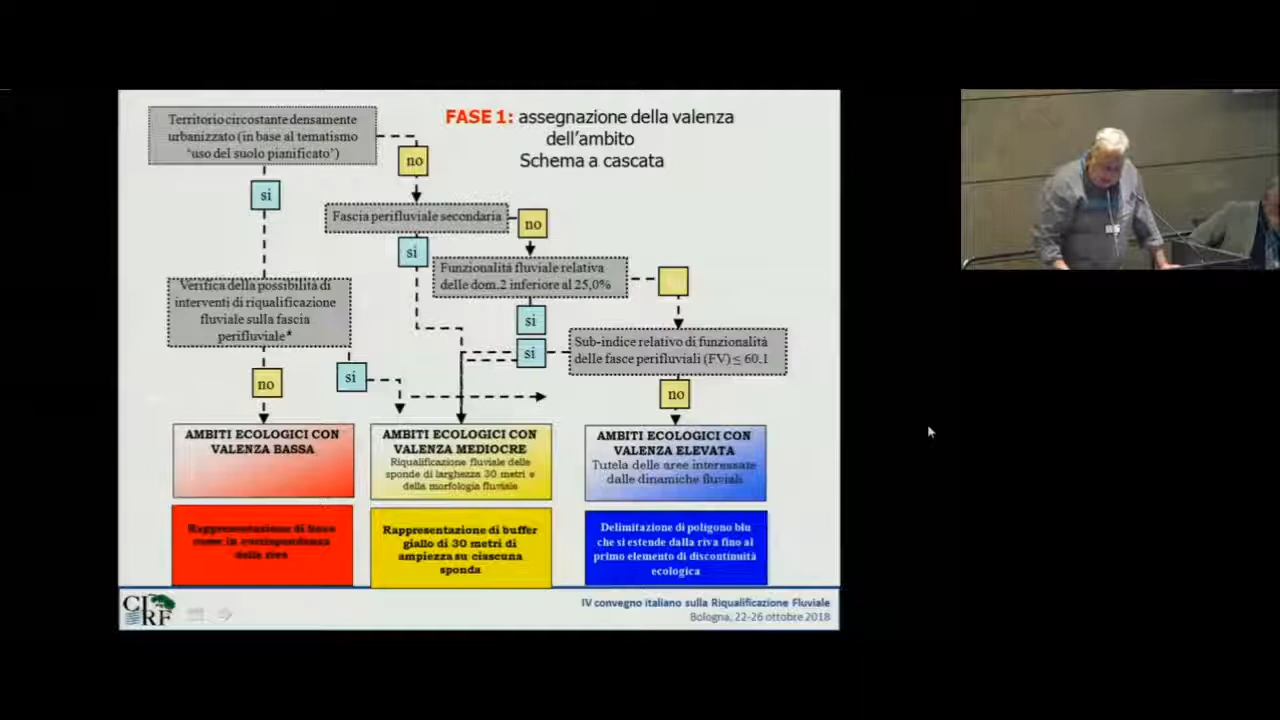 FASE 1: assegnazione della valenza
dell'ambito
Schema a cascata
Territorio circostante densamente
urbanizzato (in base al tematismo
'uso del suolo pianificato')
no
si
Fascia perifluviale secondaria
no
si
Funzionalità fluviale relativa
delle dom.2 inferiore al 25,0%
si
Verifica della possibilità di
interventi di riqualificazione
fluviale sulla fascia
perifluviale*
Sub-indice relativo di funzionalità
delle fasce perifluviali (FV) ≤ 60.1
si
no
si
no
AMBITI ECOLOGICI CON
VALENZA BASSA
AMBITI ECOLOGICI CON
VALENZA MEDIOCRE
Riqualificazione fluviale delle
sponde di larghezza 30 metri e
della morfologia fluviale
AMBITI ECOLOGICI CON
VALENZA ELEVATA
Tutela delle aree interessate
dalle dinamiche fluviali
Rappresentazione di linea
rossa in corrispondenza
della riva
Rappresentazione di buffer
giallo di 30 metri di
ampiezza su ciascuna
sponda
Delimitazione di poligono blu
che si estende dalla riva fino al
primo elemento di discontinuità
ecologica
CIRF
IV convegno italiano sulla Riqualificazione Fluviale
Bologna, 22-26 ottobre 2018